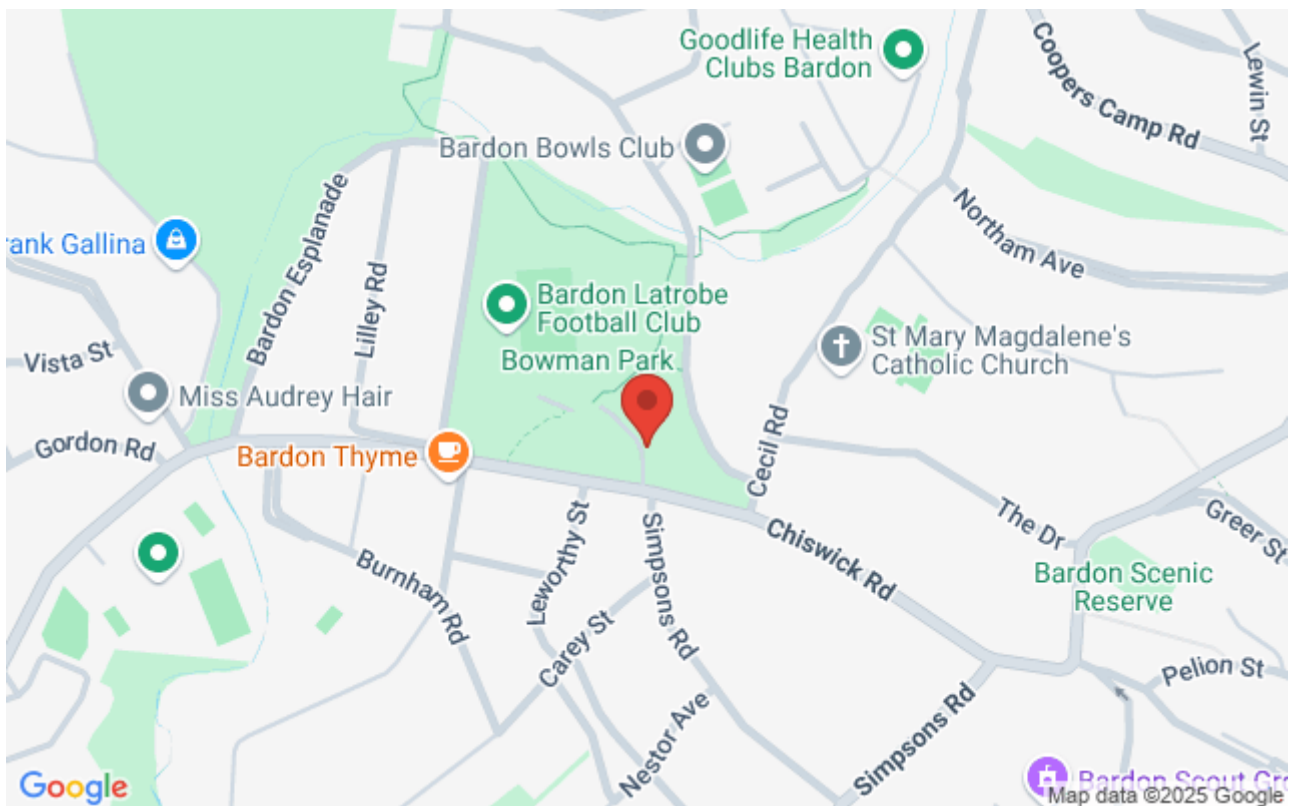 Goodlife Health
Clubs Bardon
Coopers Camp Rd
Lewin St
Bardon Bowls Club
Northam Ave
rank Gallina
Bardon Esplanade
Lilley Rd
Bardon Latrobe
Football Club
Bowman Park
St Mary Magdalene's
Catholic Church
Vista St
Miss Audrey Hair
Gordon Rd
Bardon Thyme
Cecil Rd
The Dr
Greer St
Simpsons Rd
Chiswick Rd
Leworthy St
Burnham Rd
Bardon Scenic
Reserve
Carey St
Pelion St
Nestor Ave
Simpsons Rd
Bardon Scout Gr
Google
Map data ©2025 Google